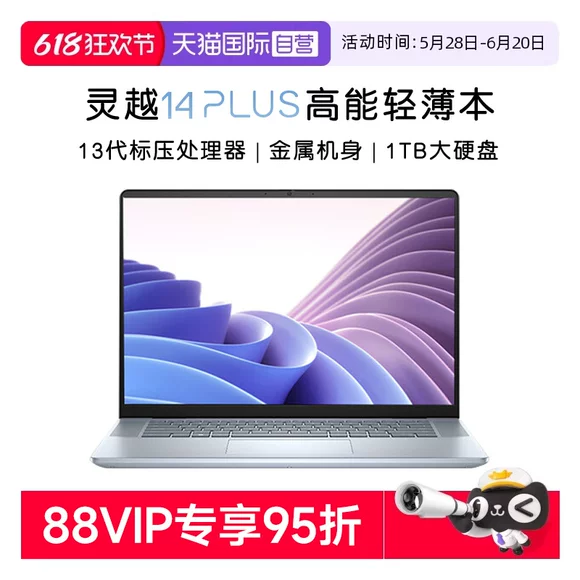 618狂欢节 天猫国际自营 活动时间:5月28日-6月20日
灵越14PLUS高能轻薄本
13代标压处理器|金属机身|1TB大硬盘
88VIP专享95折